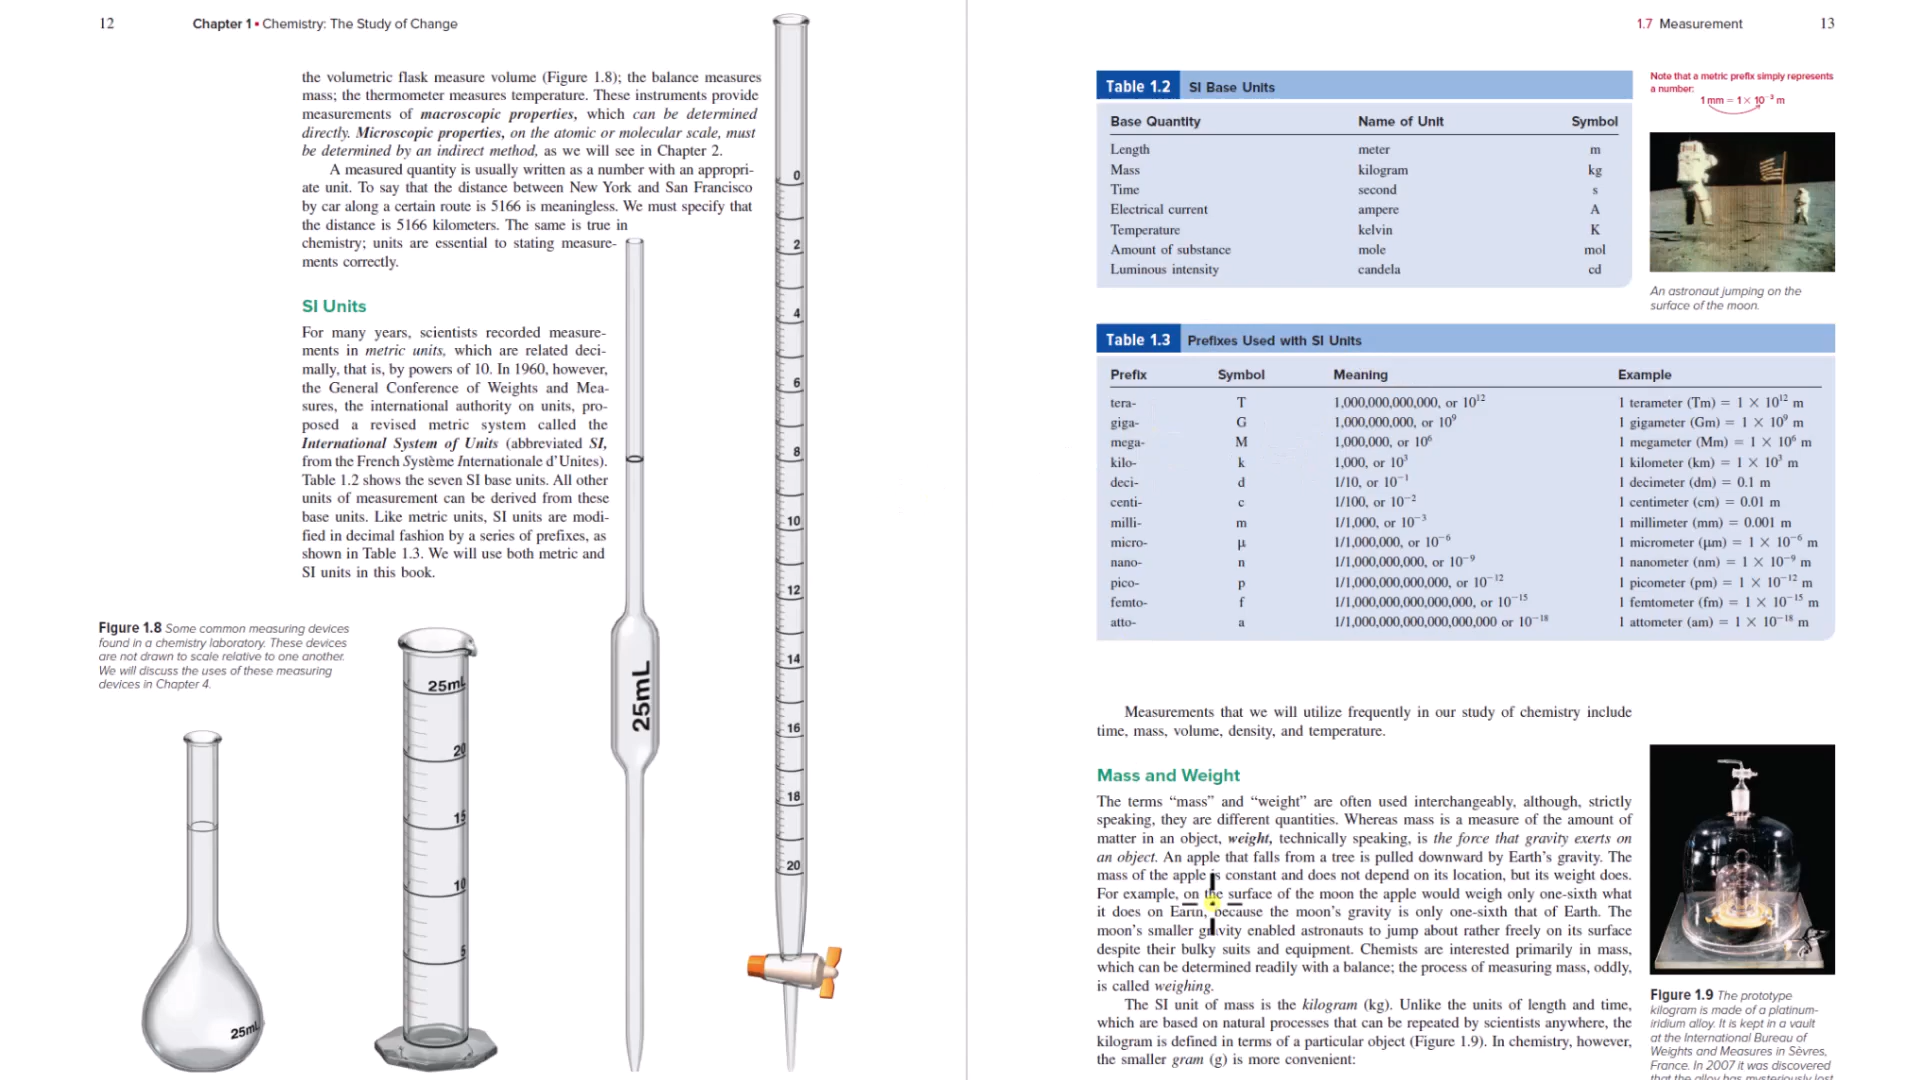 12
Chapter 1 ▪ Chemistry: The Study of Change
the volumetric flask measure volume (Figure 1.8); the balance measures
mass; the thermometer measures temperature. These instruments provide
measurements of macroscopic properties, which can be determined
directly. Microscopic properties, on the atomic or molecular scale, must
be determined by an indirect method, as we will see in Chapter 2.
A measured quantity is usually written as a number with an appropri-
ate unit. To say that the distance between New York and San Francisco
by car along a certain route is 5166 is meaningless. We must specify that
the distance is 5166 kilometers. The same is true in
chemistry; units are essential to stating measure-
ments correctly.
SI Units
For many years, scientists recorded measure-
ments in metric units, which are related deci-
mally, that is, by powers of 10. In 1960, however,
the General Conference of Weights and Mea-
sures, the international authority on units, pro-
posed a revised metric system called the
International System of Units (abbreviated SI,
from the French Système Internationale d'Unites).
Table 1.2 shows the seven SI base units. All other
units of measurement can be derived from these
base units. Like metric units, SI units are modi-
fied in decimal fashion by a series of prefixes, as
shown in Table 1.3. We will use both metric and
SI units in this book.
Figure 1.8 Some common measuring devices
found in a chemistry laboratory. These devices
are not drawn to scale relative to one another.
We will discuss the uses of these measuring
devices in Chapter 4.
25mL
25mL
20
15
10
5
25mL
0
2
4
6
8
10
12
14
16
18
20
1.7 Measurement
13
Table 1.2 SI Base Units
Base Quantity Name of Unit Symbol
Length meter m
Mass kilogram kg
Time second s
Electrical current ampere A
Temperature kelvin K
Amount of substance mole mol
Luminous intensity candela cd
Note that a metric prefix simply represents
a number:
1 mm = 1 × 10⁻³ m
An astronaut jumping on the
surface of the moon.
Table 1.3 Prefixes Used with SI Units
Prefix Symbol Meaning Example
tera- T 1,000,000,000,000, or 10¹² 1 terameter (Tm) = 1 × 10¹² m
giga- G 1,000,000,000, or 10⁹ 1 gigameter (Gm) = 1 × 10⁹ m
mega- M 1,000,000, or 10⁶ 1 megameter (Mm) = 1 × 10⁶ m
kilo- k 1,000, or 10³ 1 kilometer (km) = 1 × 10³ m
deci- d 1/10, or 10⁻¹ 1 decimeter (dm) = 0.1 m
centi- c 1/100, or 10⁻² 1 centimeter (cm) = 0.01 m
milli- m 1/1,000, or 10⁻³ 1 millimeter (mm) = 0.001 m
micro- μ 1/1,000,000, or 10⁻⁶ 1 micrometer (μm) = 1 × 10⁻⁶ m
nano- n 1/1,000,000,000, or 10⁻⁹ 1 nanometer (nm) = 1 × 10⁻⁹ m
pico- p 1/1,000,000,000,000, or 10⁻¹² 1 picometer (pm) = 1 × 10⁻¹² m
femto- f 1/1,000,000,000,000,000, or 10⁻¹⁵ 1 femtometer (fm) = 1 × 10⁻¹⁵ m
atto- a 1/1,000,000,000,000,000,000 or 10⁻¹⁸ 1 attometer (am) = 1 × 10⁻¹⁸ m
Measurements that we will utilize frequently in our study of chemistry include
time, mass, volume, density, and temperature.
Mass and Weight
The terms “mass” and “weight” are often used interchangeably, although, strictly
speaking, they are different quantities. Whereas mass is a measure of the amount of
matter in an object, weight, technically speaking, is the force that gravity exerts on
an object. An apple that falls from a tree is pulled downward by Earth's gravity. The
mass of the apple is constant and does not depend on its location, but its weight does.
For example, on the surface of the moon the apple would weigh only one-sixth what
it does on Earth, because the moon's gravity is only one-sixth that of Earth. The
moon's smaller gravity enabled astronauts to jump about rather freely on its surface
despite their bulky suits and equipment. Chemists are interested primarily in mass,
which can be determined readily with a balance; the process of measuring mass, oddly,
is called weighing.
The SI unit of mass is the kilogram (kg). Unlike the units of length and time,
which are based on natural processes that can be repeated by scientists anywhere, the
kilogram is defined in terms of a particular object (Figure 1.9). In chemistry, however,
the smaller gram (g) is more convenient:
Figure 1.9 The prototype
kilogram is made of a platinum-
iridium alloy. It is kept in a vault
at the International Bureau of
Weights and Measures in Sèvres,
France. In 2007 it was discovered
that the alloy has mysteriously lost